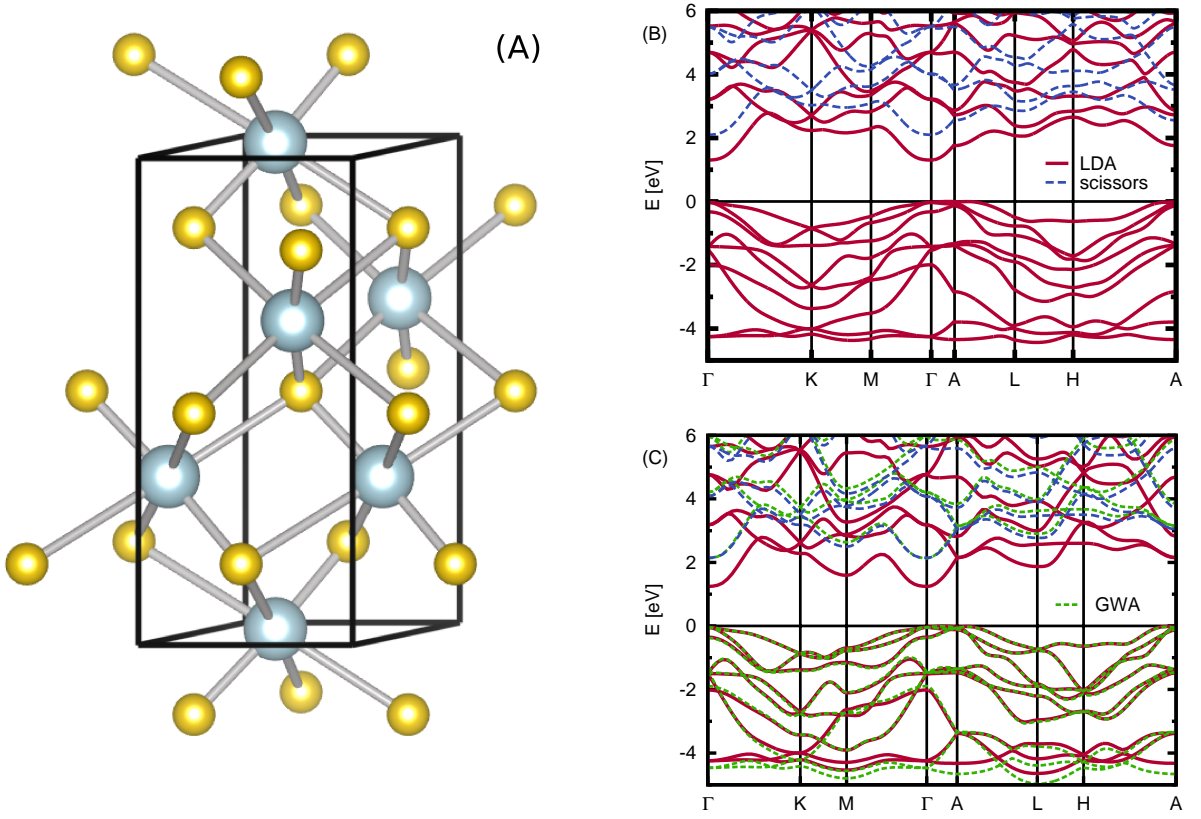 (A)
(B)
6
4
2
0
-2
-4
E [eV]
LDA
scissors
Γ K M Γ A L H A
(C)
6
4
2
0
-2
-4
E [eV]
GWA
Γ K M Γ A L H A